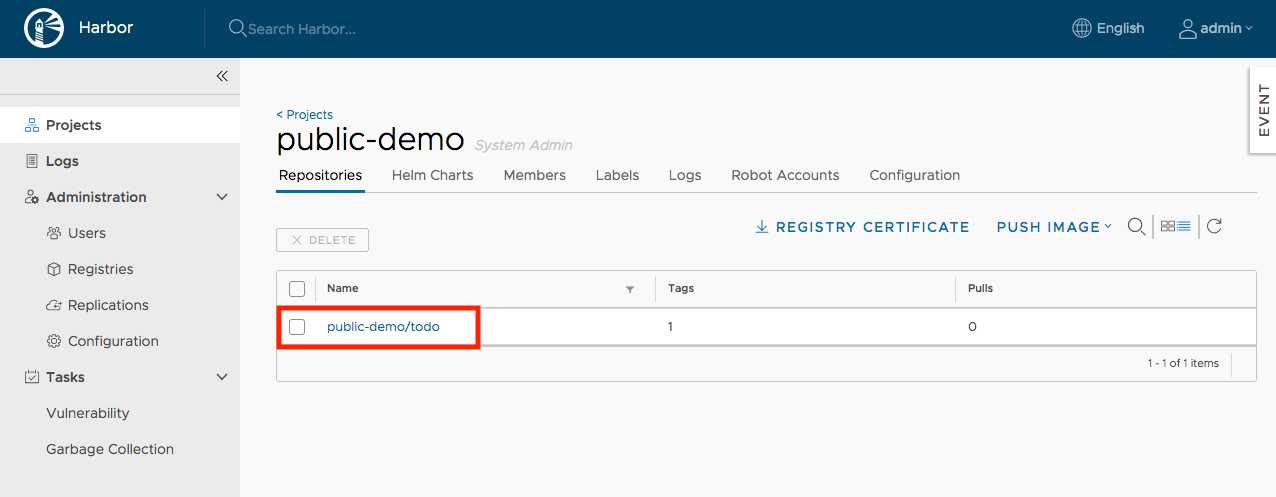 Harbor
Search Harbor...
English
admin
EVENT
Projects
Logs
Administration
Users
Registries
Replications
Configuration
Tasks
Vulnerability
Garbage Collection
< Projects
public-demo System Admin
Repositories Helm Charts Members Labels Logs Robot Accounts Configuration
DELETE
REGISTRY CERTIFICATE PUSH IMAGE
Name Tags Pulls
public-demo/todo 1 0
1 - 1 of 1 items